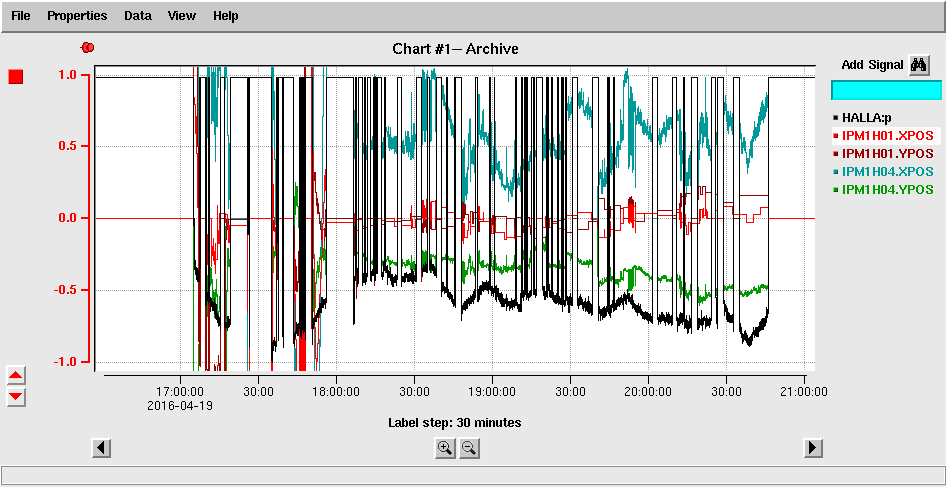 File Properties Data View Help
Chart #1— Archive
Add Signal
HALLA:p
IPM1H01.XPOS
IPM1H01.YPOS
IPM1H04.XPOS
IPM1H04.YPOS
1.0
0.5
0.0
-0.5
-1.0
17:00:00 30:00 18:00:00 30:00 19:00:00 30:00 20:00:00 30:00 21:00:00
2016-04-19
Label step: 30 minutes